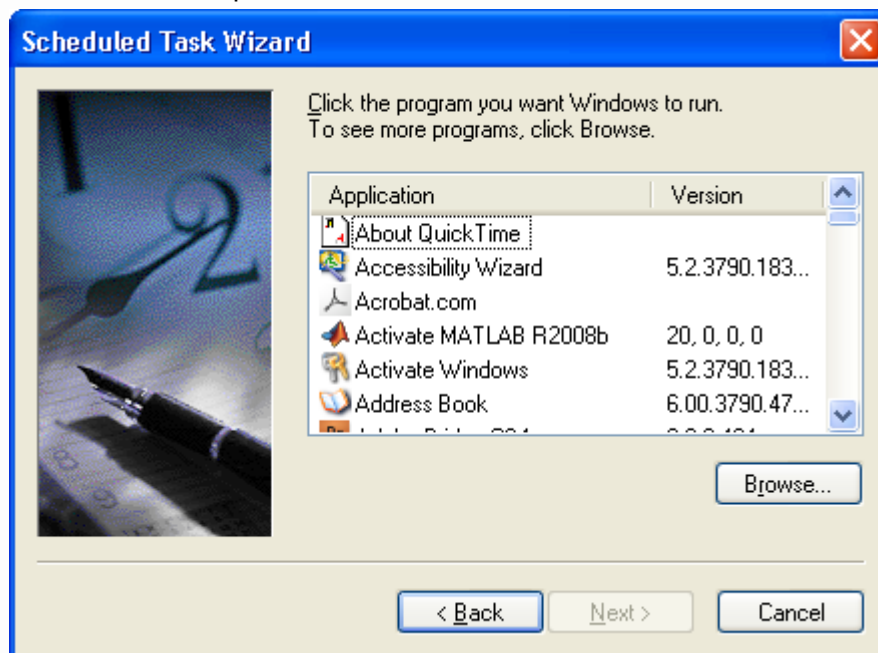 Scheduled Task Wizard
Click the program you want Windows to run.
To see more programs, click Browse.
Application Version
About QuickTime
Accessibility Wizard 5.2.3790.183...
Acrobat.com
Activate MATLAB R2008b 20, 0, 0, 0
Activate Windows 5.2.3790.183...
Address Book 6.00.3790.47...
Browse...
< Back Next > Cancel